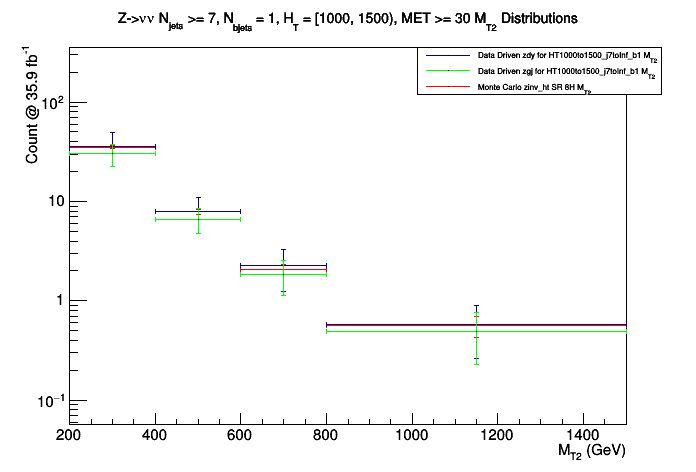 Z->νν N_jets >= 7, N_bjets = 1, H_T = [1000, 1500), MET >= 30 M_T2 Distributions
Data Driven zdy for HT1000to1500_j7toInf_b1 M_T2
Data Driven zgj for HT1000to1500_j7toInf_b1 M_T2
Monte Carlo zinv_ht SR 8H M_T2
Count @ 35.9 fb^-1
10^2
10
1
10^-1
200 400 600 800 1000 1200 1400
M_T2 (GeV)